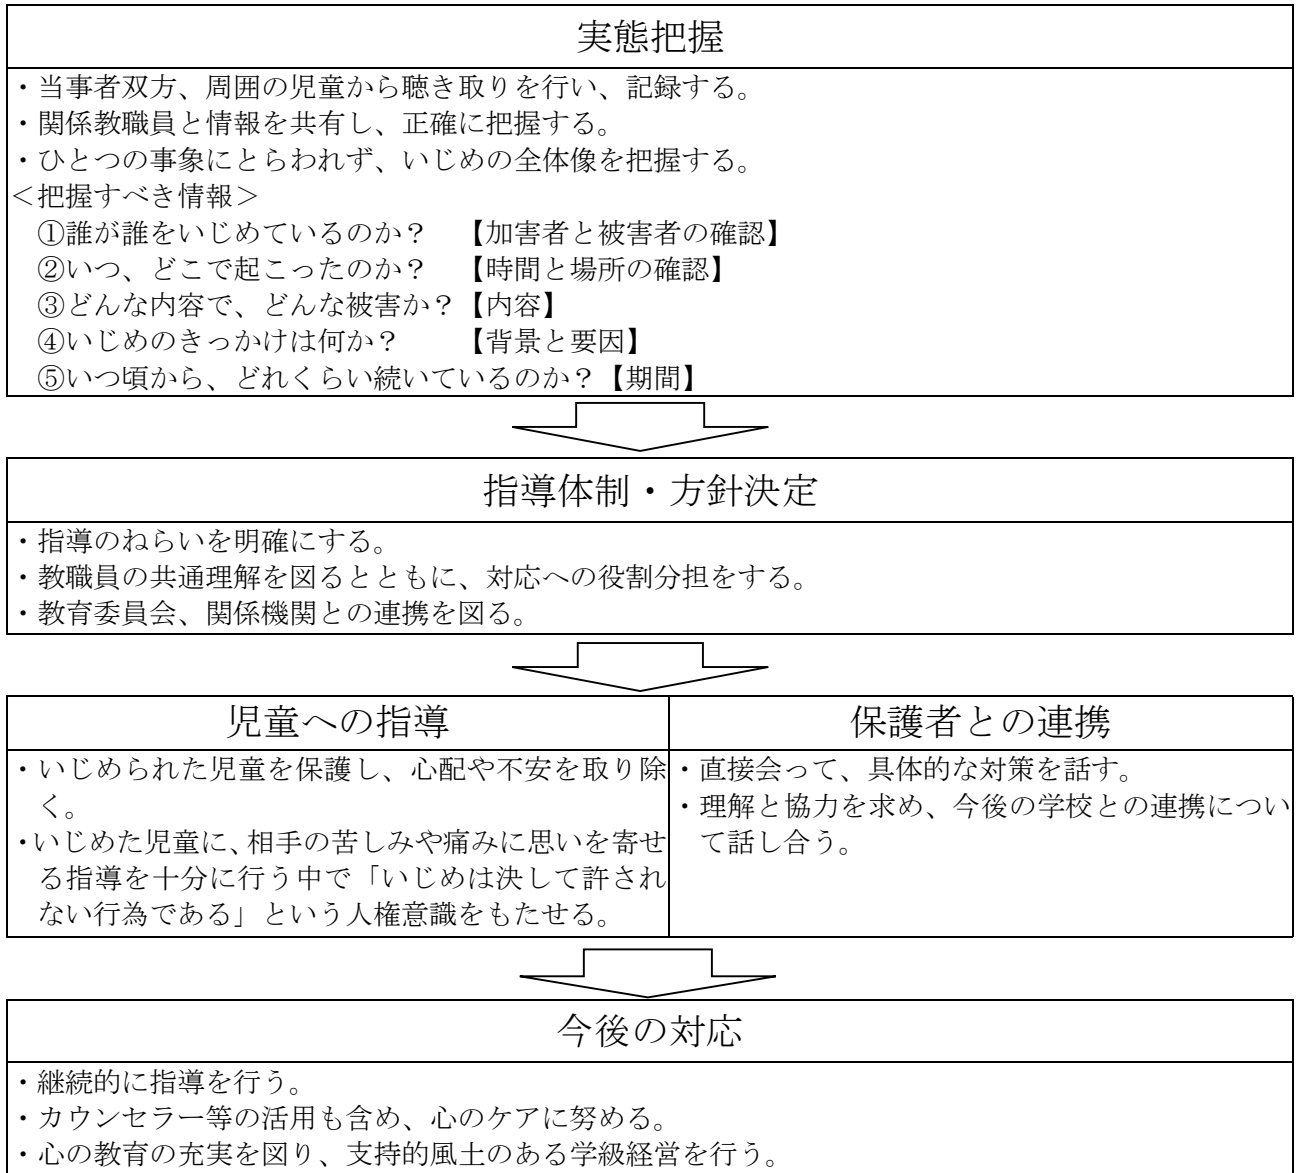 実態把握
・当事者双方、周囲の児童から聴き取りを行い、記録する。
・関係教職員と情報を共有し、正確に把握する。
・ひとつの事象にとらわれず、いじめの全体像を把握する。
＜把握すべき情報＞
①誰が誰をいじめているのか？　【加害者と被害者の確認】
②いつ、どこで起こったのか？　【時間と場所の確認】
③どんな内容で、どんな被害か？【内容】
④いじめのきっかけは何か？　　【背景と要因】
⑤いつ頃から、どれくらい続いているのか？【期間】
指導体制・方針決定
・指導のねらいを明確にする。
・教職員の共通理解を図るとともに、対応への役割分担をする。
・教育委員会、関係機関との連携を図る。
児童への指導
・いじめられた児童を保護し、心配や不安を取り除
く。
・いじめた児童に、相手の苦しみや痛みに思いを寄せ
る指導を十分に行う中で「いじめは決して許され
ない行為である」という人権意識をもたせる。
保護者との連携
・直接会って、具体的な対策を話す。
・理解と協力を求め、今後の学校との連携につい
て話し合う。
今後の対応
・継続的に指導を行う。
・カウンセラー等の活用も含め、心のケアに努める。
・心の教育の充実を図り、支持的風土のある学級経営を行う。